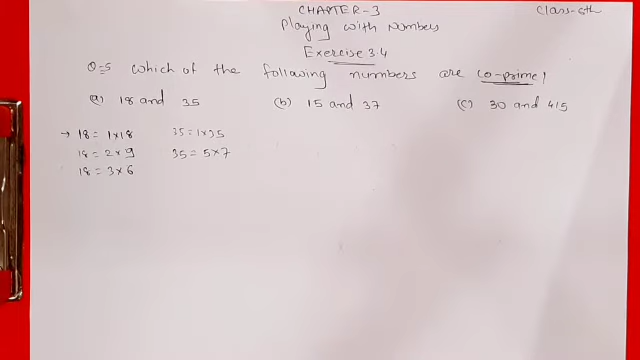 CHAPTER-3 Class-6th
Playing with Numbers
Exercise 3.4
Q=5 Which of the following numbers are co-prime!
(a) 18 and 35 (b) 15 and 37 (c) 30 and 415
→ 18 = 1×18 35 = 1×35
18 = 2×9 35 = 5×7
18 = 3×6